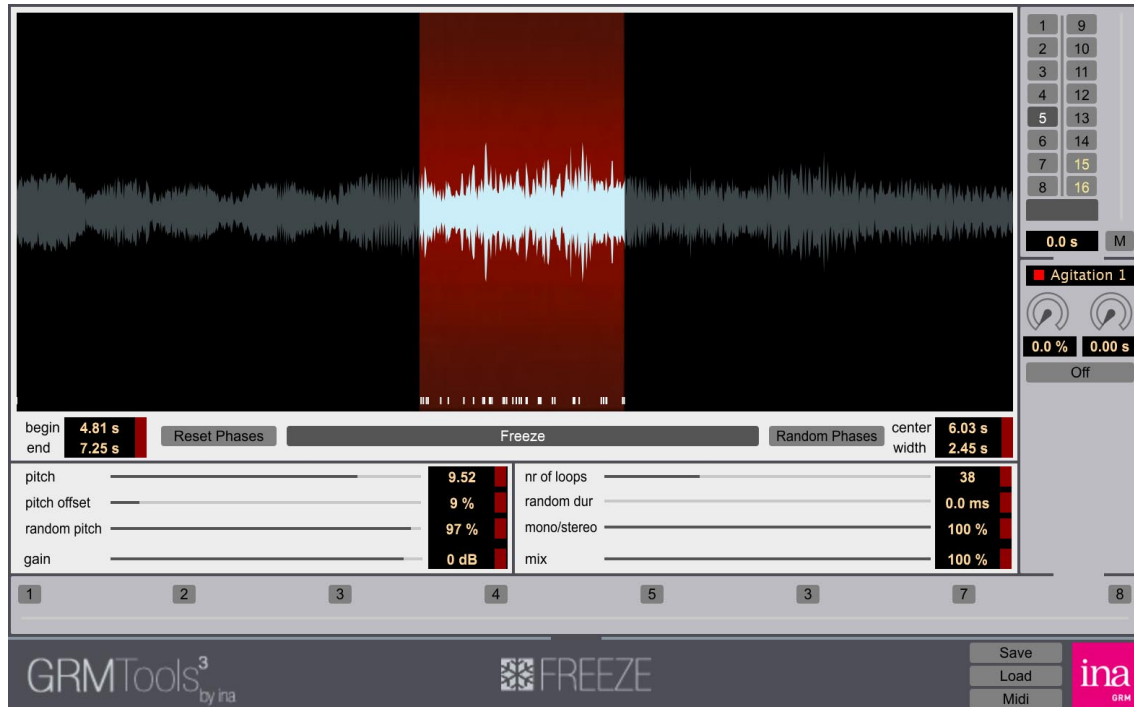 1 9
2 10
3 11
4 12
5 13
6 14
7 15
8 16
0.0 s M
Agitation 1
0.0 % 0.00 s
Off
begin 4.81 s
end 7.25 s
Reset Phases Freeze Random Phases
center 6.03 s
width 2.45 s
pitch 9.52
pitch offset 9 %
random pitch 97 %
gain 0 dB
nr of loops 38
random dur 0.0 ms
mono/stereo 100 %
mix 100 %
1 2 3 4 5 3 7 8
GRMTools3
by ina
FREEZE
Save
Load
Midi
ina
GRM